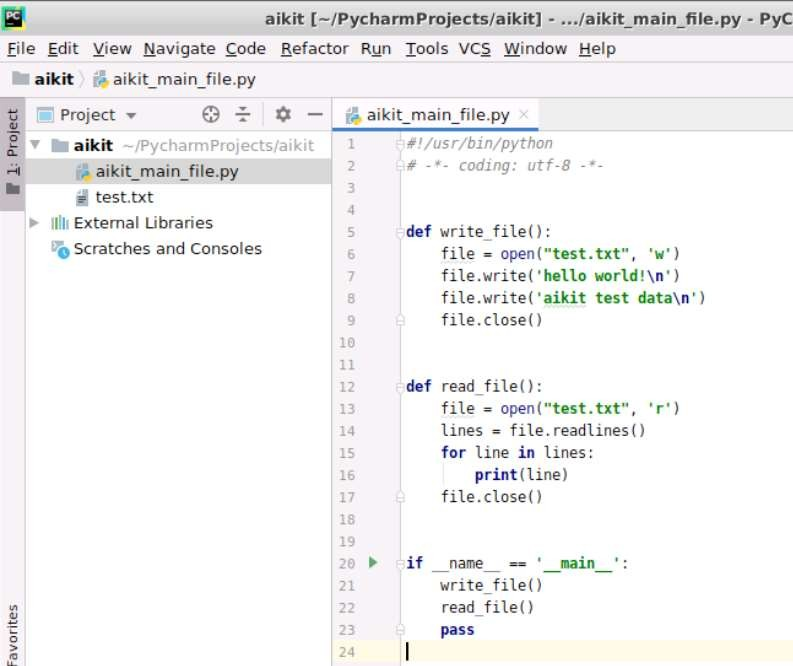 PC
aikit [~/PycharmProjects/aikit] - .../aikit_main_file.py - PyC
File Edit View Navigate Code Refactor Run Tools VCS Window Help
aikit aikit_main_file.py
1: Project
Project
aikit ~/PycharmProjects/aikit
aikit_main_file.py
test.txt
External Libraries
Scratches and Consoles
Favorites
aikit_main_file.py
1 #!/usr/bin/python
2 # -*- coding: utf-8 -*-
3
4
5 def write_file():
6     file = open("test.txt", 'w')
7     file.write('hello world!\n')
8     file.write('aikit test data\n')
9     file.close()
10
11
12 def read_file():
13     file = open("test.txt", 'r')
14     lines = file.readlines()
15     for line in lines:
16         print(line)
17     file.close()
18
19
20 if __name__ == '__main__':
21     write_file()
22     read_file()
23     pass
24